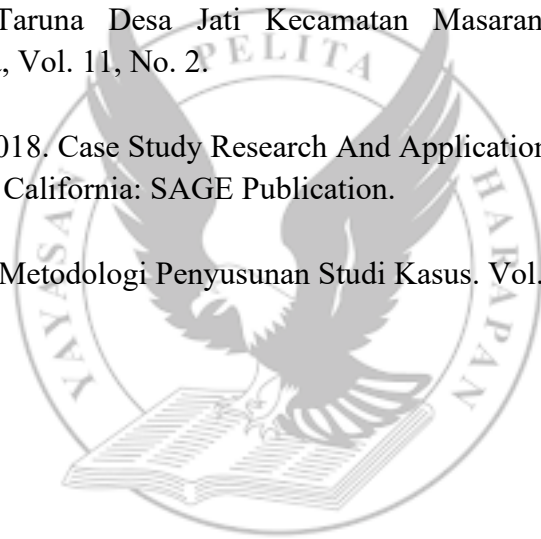 Taruna Desa Jati Kecamatan Masaran
, Vol. 11, No. 2.
018. Case Study Research And Application
California: SAGE Publication.
Metodologi Penyusunan Studi Kasus. Vol.
YAYASAN PELITA HARAPAN